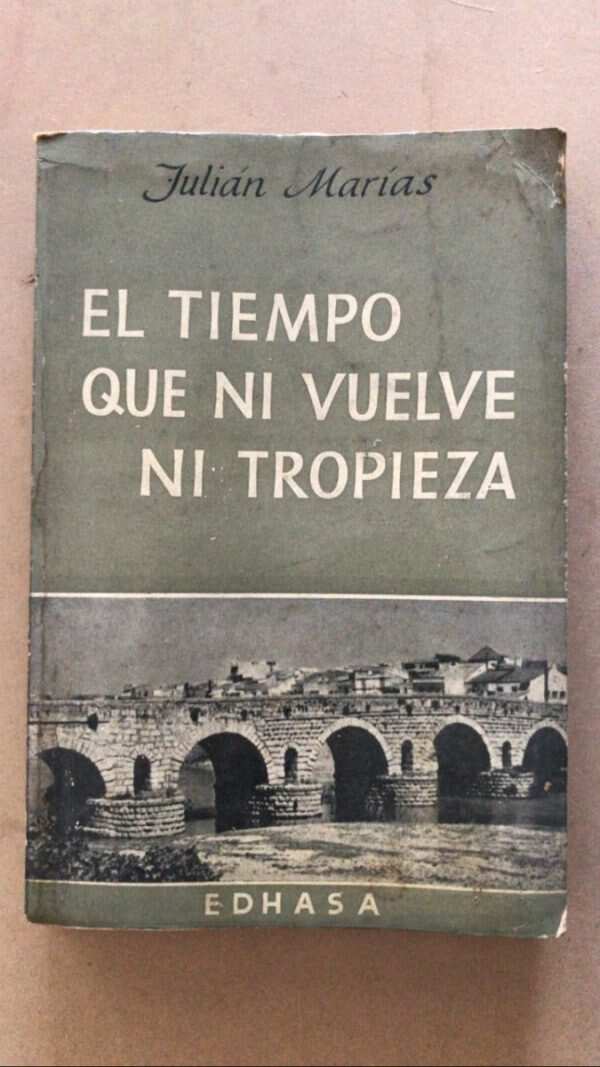 Julián Marías
EL TIEMPO
QUE NI VUELVE
NI TROPIEZA
EDHASA